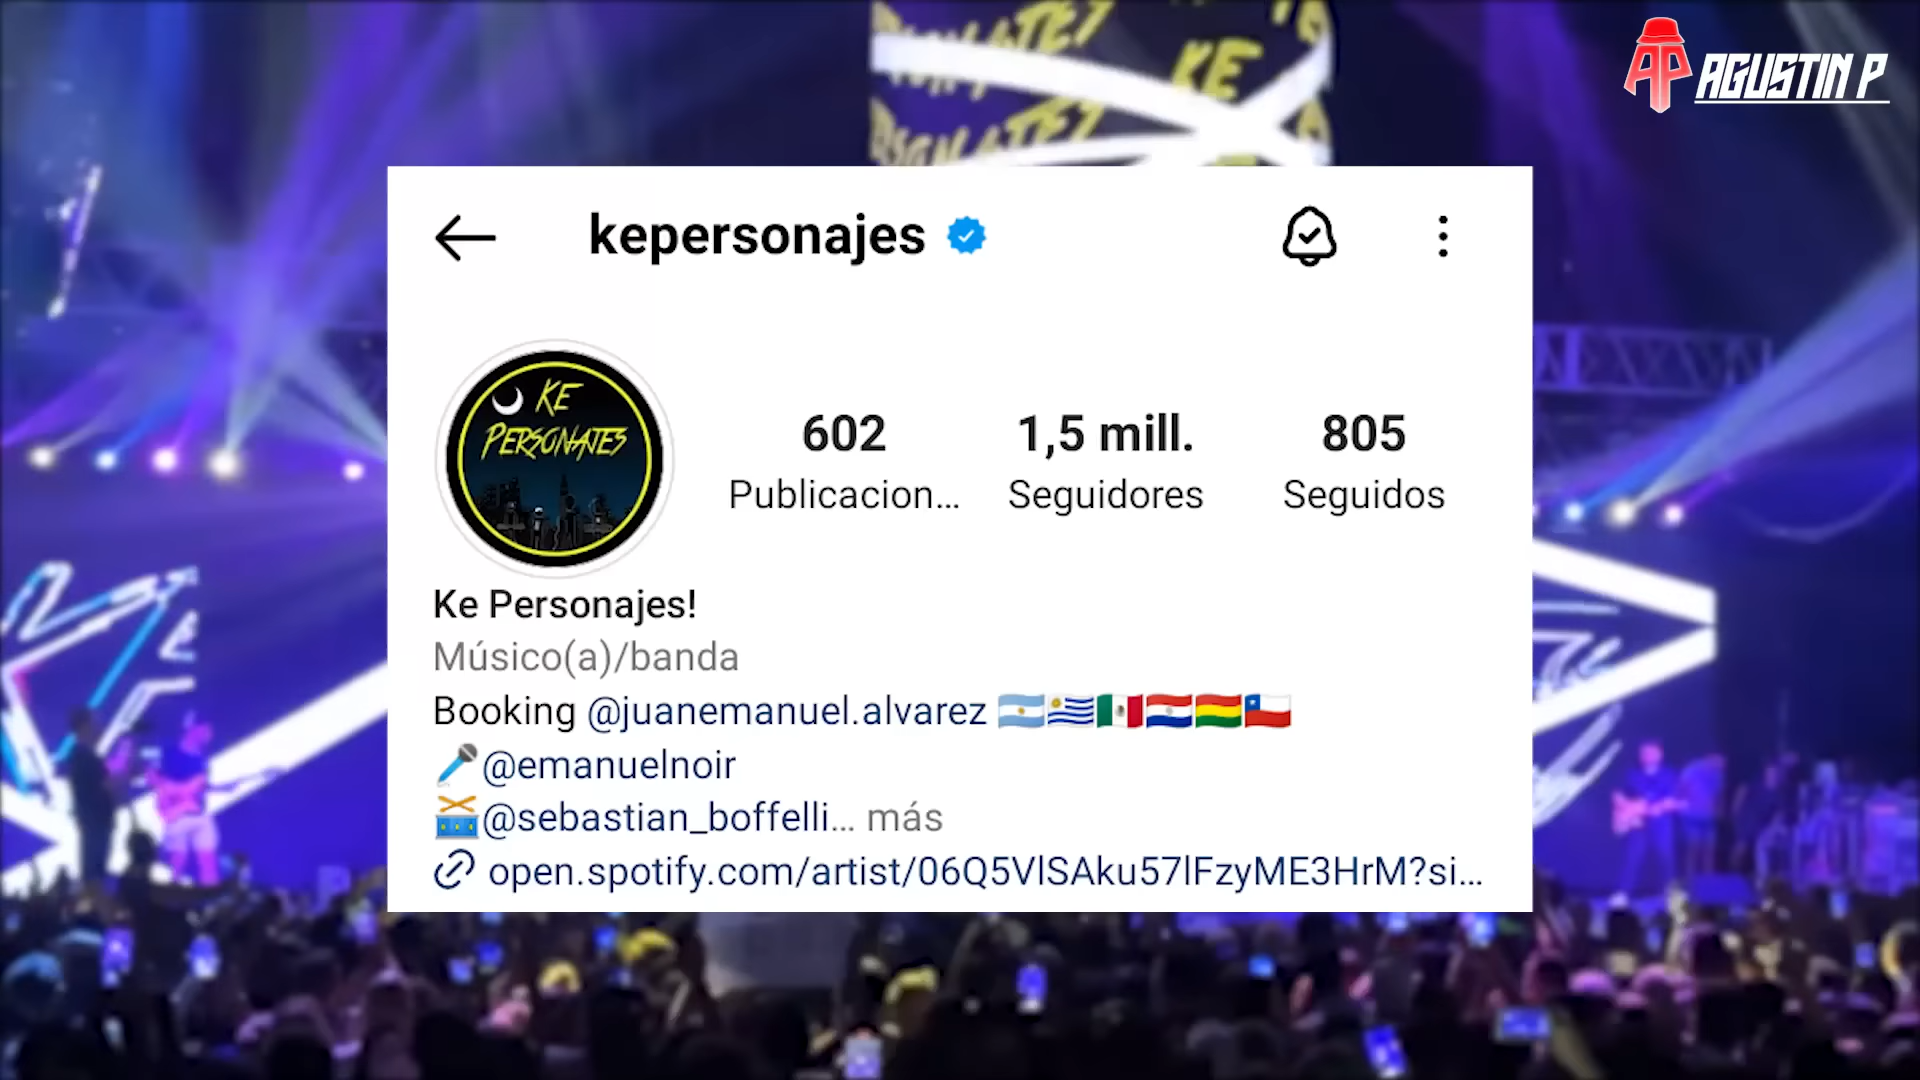 KE
AGUSTIN P
kepersonajes
KE
PERSONAJES
602
1,5 mill.
805
Publicacion...
Seguidores
Seguidos
Ke Personajes!
Músico(a)/banda
Booking @juanemanuel.alvarez 🇦🇷🇺🇾🇲🇽🇵🇾🇧🇴🇨🇱
🎤@emanuelnoir
🥁@sebastian_boffelli... más
open.spotify.com/artist/06Q5VlSAku57lFzyME3HrM?si...